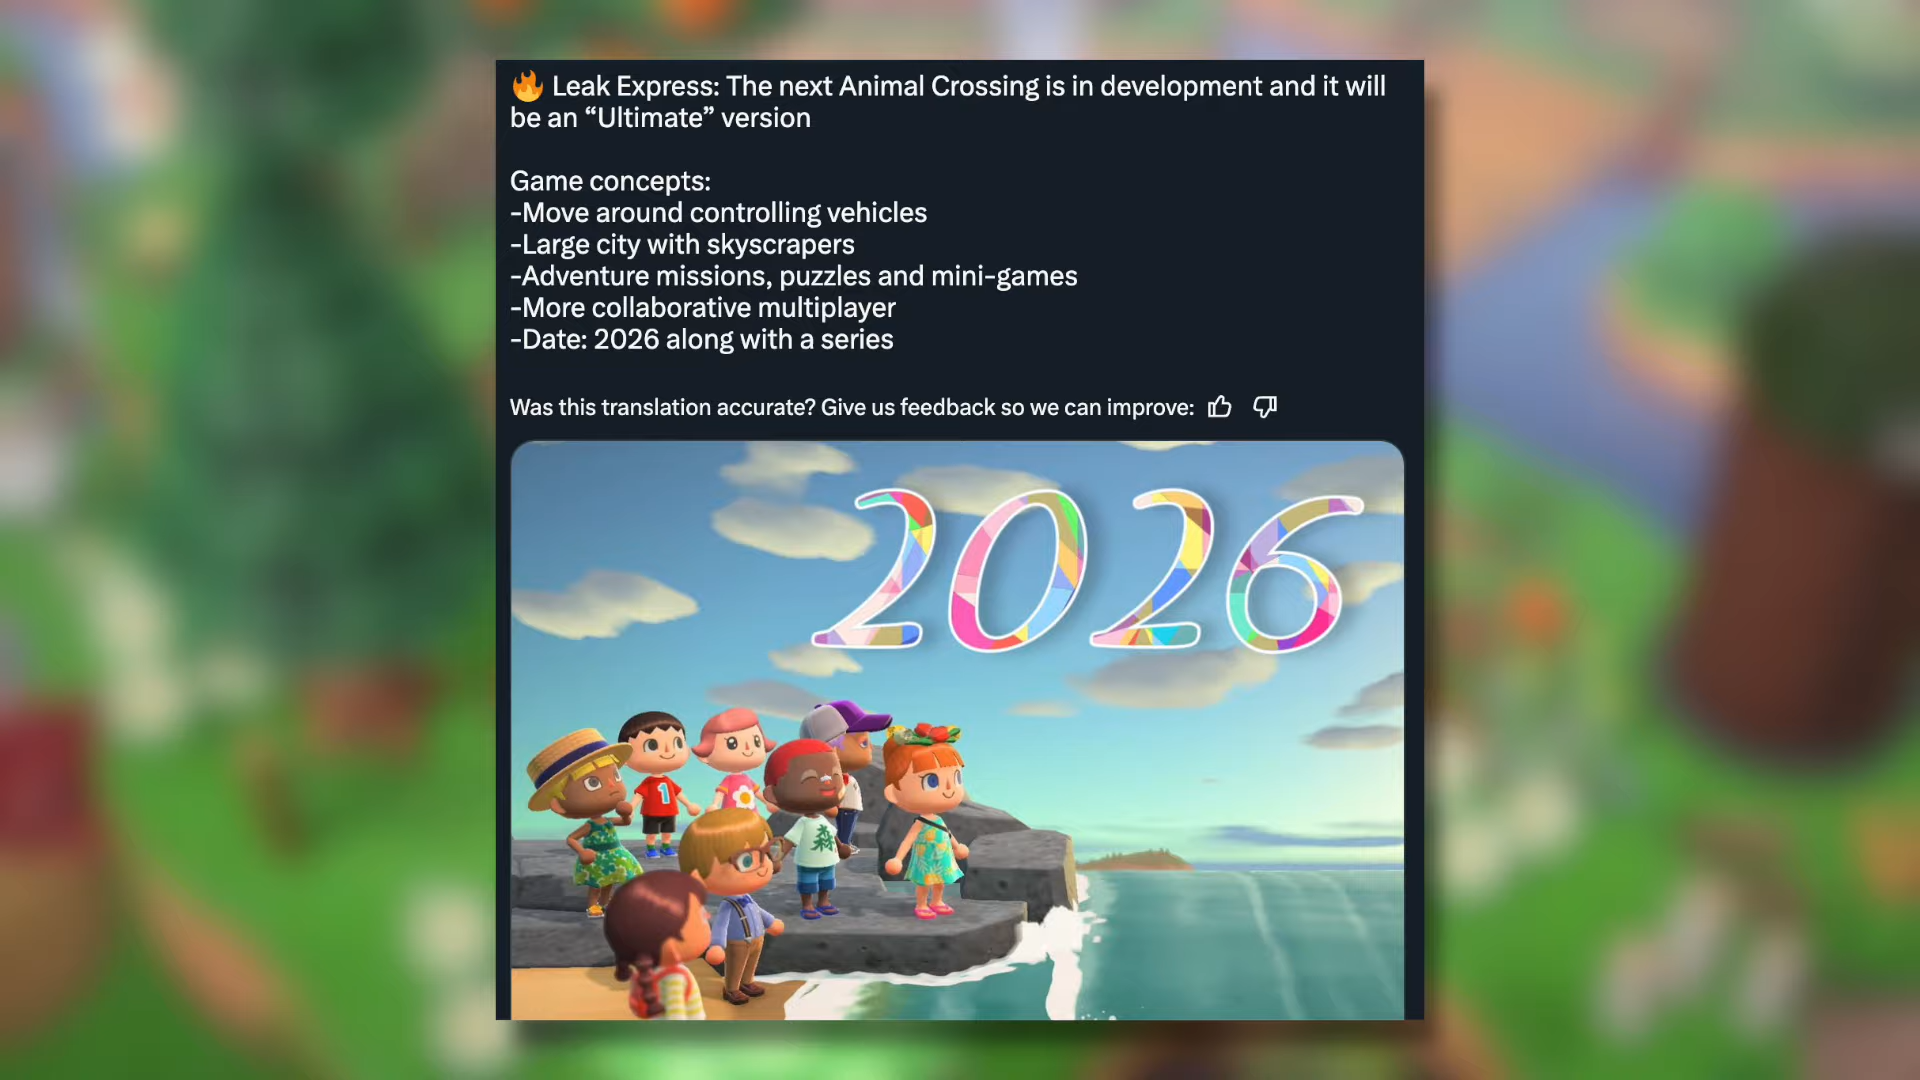 🔥 Leak Express: The next Animal Crossing is in development and it will
be an “Ultimate” version
Game concepts:
-Move around controlling vehicles
-Large city with skyscrapers
-Adventure missions, puzzles and mini-games
-More collaborative multiplayer
-Date: 2026 along with a series
Was this translation accurate? Give us feedback so we can improve:
2026
1
森